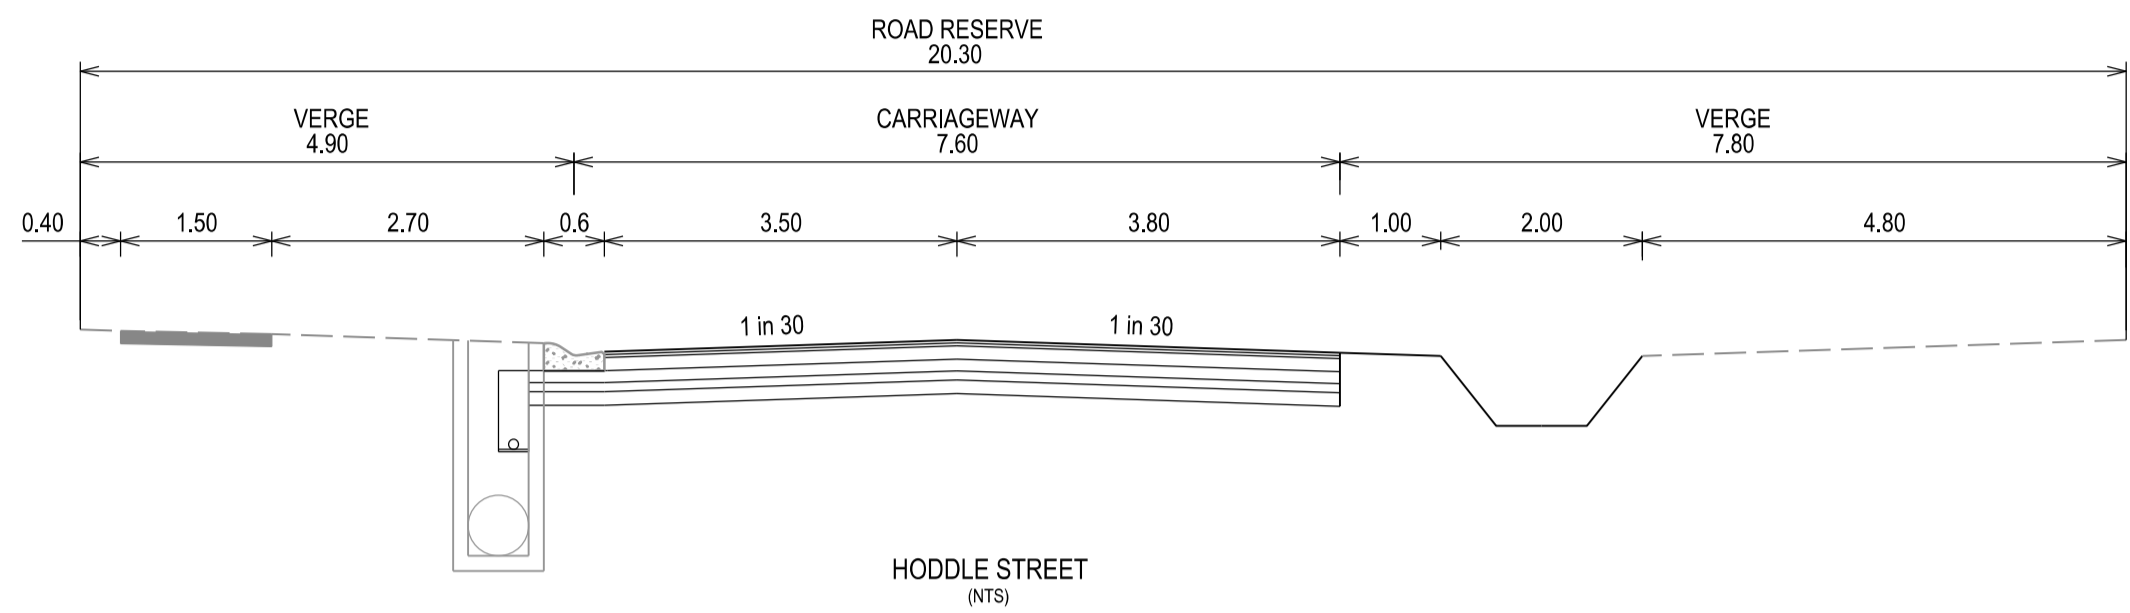 ROAD RESERVE
20.30
VERGE
4.90
CARRIAGEWAY
7.60
VERGE
7.80
0.40 1.50 2.70 0.6 3.50 3.80 1.00 2.00 4.80
1 in 30 1 in 30
HODDLE STREET
(NTS)